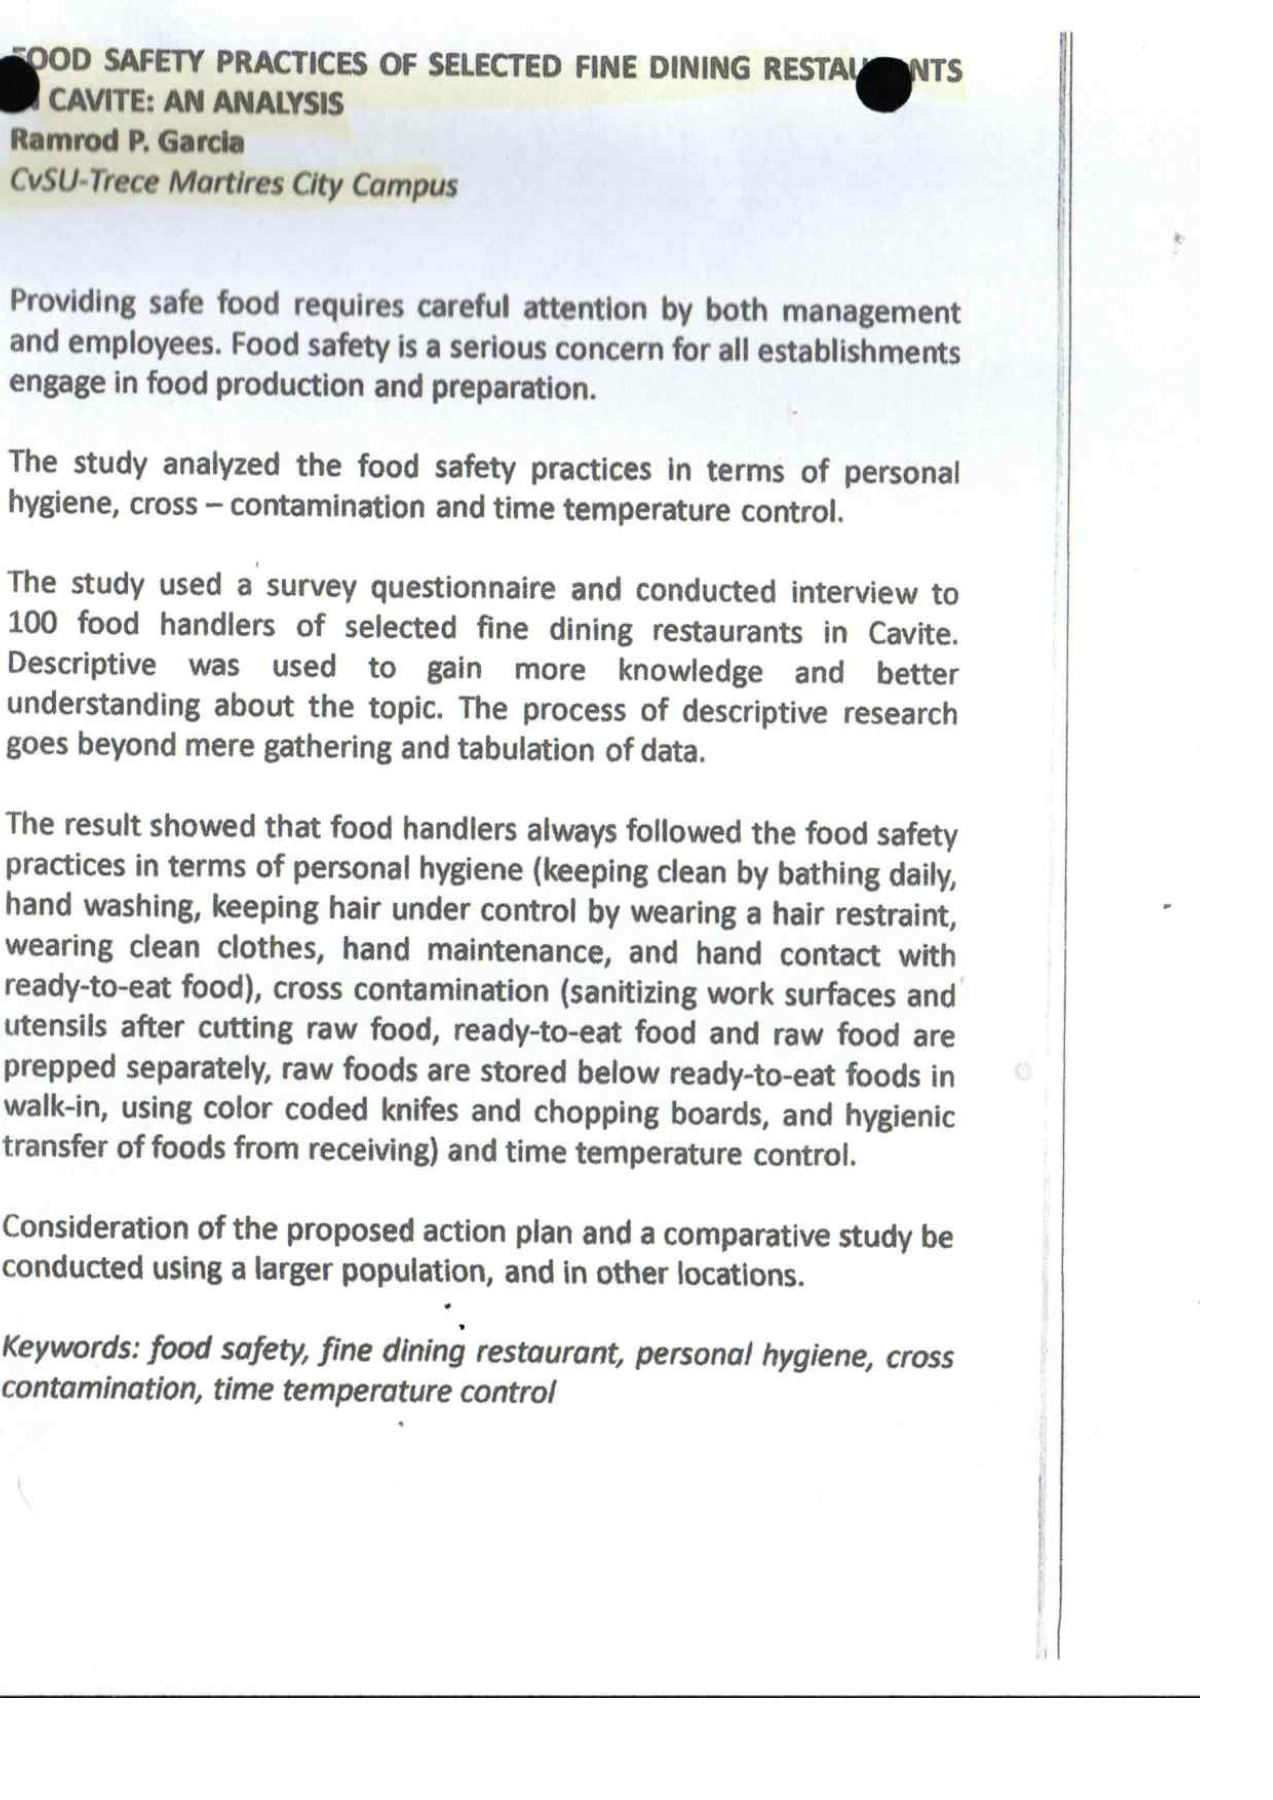 FOOD SAFETY PRACTICES OF SELECTED FINE DINING RESTAURANTS
IN CAVITE: AN ANALYSIS
Ramrod P. Garcia
CvSU-Trece Martires City Campus
Providing safe food requires careful attention by both management
and employees. Food safety is a serious concern for all establishments
engage in food production and preparation.
The study analyzed the food safety practices in terms of personal
hygiene, cross – contamination and time temperature control.
The study used a survey questionnaire and conducted interview to
100 food handlers of selected fine dining restaurants in Cavite.
Descriptive was used to gain more knowledge and better
understanding about the topic. The process of descriptive research
goes beyond mere gathering and tabulation of data.
The result showed that food handlers always followed the food safety
practices in terms of personal hygiene (keeping clean by bathing daily,
hand washing, keeping hair under control by wearing a hair restraint,
wearing clean clothes, hand maintenance, and hand contact with
ready-to-eat food), cross contamination (sanitizing work surfaces and
utensils after cutting raw food, ready-to-eat food and raw food are
prepped separately, raw foods are stored below ready-to-eat foods in
walk-in, using color coded knifes and chopping boards, and hygienic
transfer of foods from receiving) and time temperature control.
Consideration of the proposed action plan and a comparative study be
conducted using a larger population, and in other locations.
Keywords: food safety, fine dining restaurant, personal hygiene, cross
contamination, time temperature control